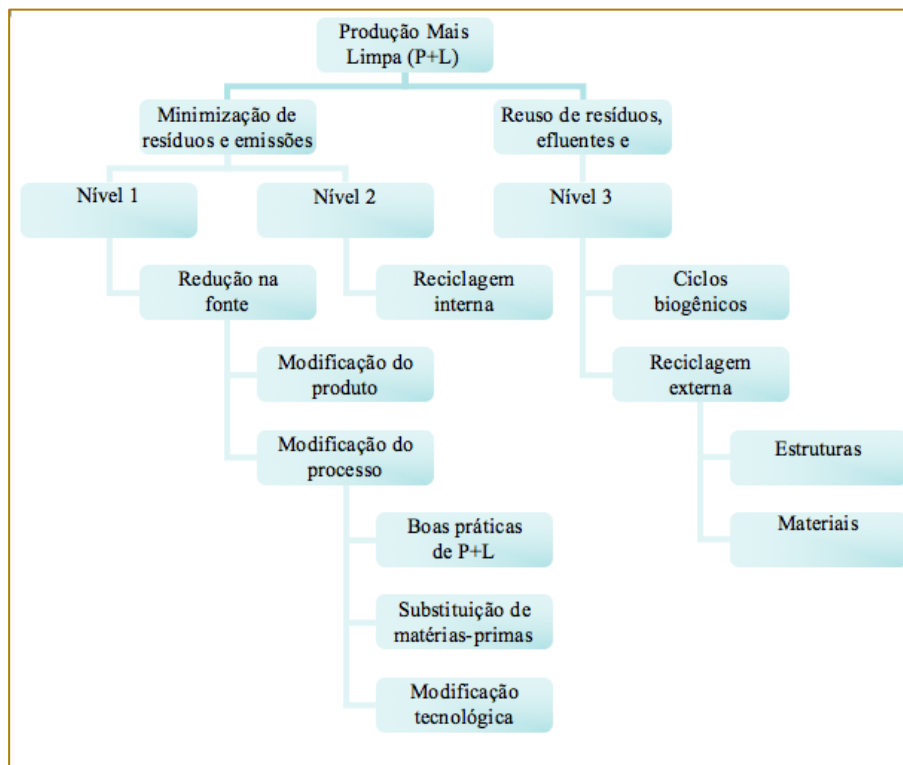 Produção Mais
Limpa (P+L)
Minimização de
resíduos e emissões
Reuso de resíduos,
efluentes e
Nível 1
Nível 2
Nível 3
Redução na
fonte
Reciclagem
interna
Ciclos
biogênicos
Modificação do
produto
Reciclagem
externa
Modificação do
processo
Estruturas
Materiais
Boas práticas
de P+L
Substituição de
matérias-primas
Modificação
tecnológica